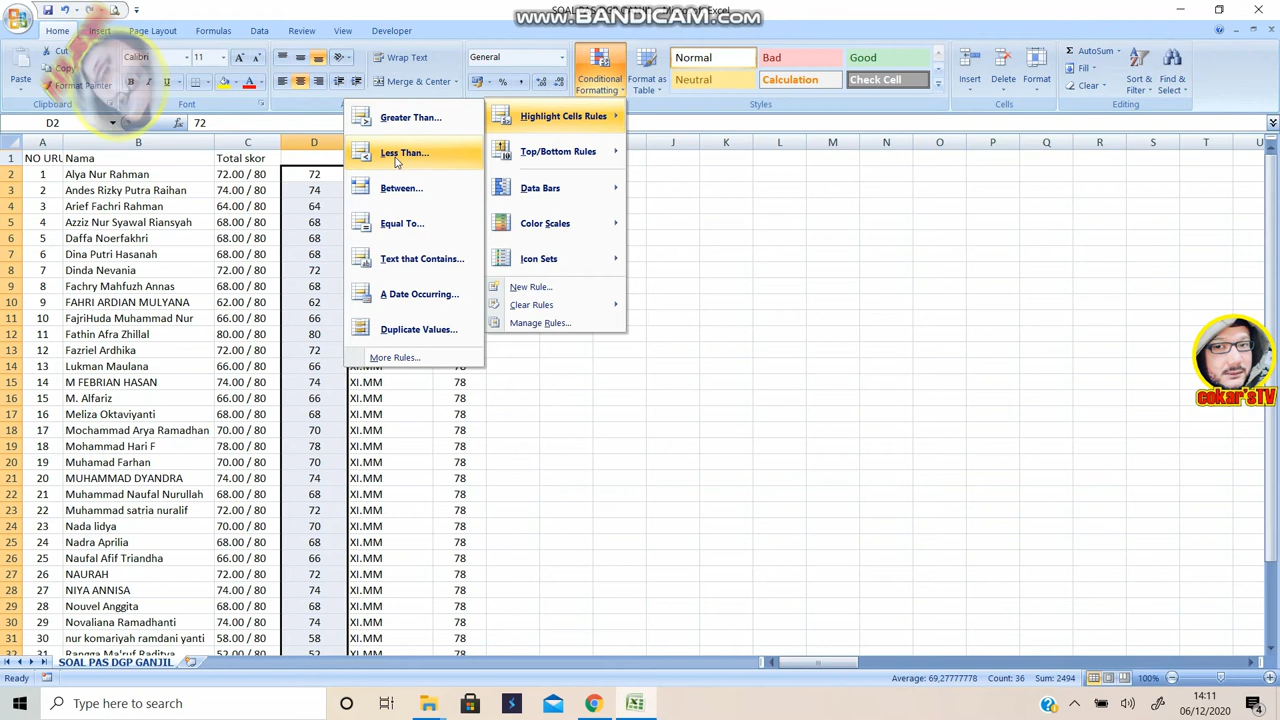 www.BANDICAM.com
SOAL PAS DGP GANJIL
Excel
Home Insert Page Layout Formulas Data Review View Developer
Cut
Copy
Format Painter
Paste
Clipboard
Calibri 11
Font
Wrap Text
Merge & Center
General
Conditional Formatting
Format as Table
Normal Bad Good
Neutral Calculation Check Cell
Styles
Insert Delete Format
Cells
AutoSum
Fill
Clear
Sort & Filter
Find & Select
Editing
D2 fx 72
Greater Than...
Less Than...
Between...
Equal To...
Text that Contains...
A Date Occurring...
Duplicate Values...
More Rules...
Highlight Cells Rules
Top/Bottom Rules
Data Bars
Color Scales
Icon Sets
New Rule...
Clear Rules
Manage Rules...
A B C D J K L M N O P Q R S T U
1 NO URU Nama Total skor
2 1 Alya Nur Rahman 72.00 / 80 72
3 2 Andes Rizky Putra Raihan 74.00 / 80 74
4 3 Arief Fachri Rahman 64.00 / 80 64
5 4 Azziz Nur Syawal Riansyah 68.00 / 80 68
6 5 Daffa Noerfakhri 68.00 / 80 68
7 6 Dina Putri Hasanah 68.00 / 80 68
8 7 Dinda Nevania 72.00 / 80 72
9 8 Fachry Mahfuzh Annas 68.00 / 80 68
10 9 FAHRI ARDIAN MULYANA 62.00 / 80 62
11 10 FajriHuda Muhammad Nur 66.00 / 80 66
12 11 Fathin Afra Zhillal 80.00 / 80 80
13 12 Fazriel Ardhika 72.00 / 80 72
14 13 Lukman Maulana 66.00 / 80 66 XI.MM 78
15 14 M FEBRIAN HASAN 74.00 / 80 74 XI.MM 78
16 15 M. Alfariz 66.00 / 80 66 XI.MM 78
17 16 Meliza Oktaviyanti 68.00 / 80 68 XI.MM 78
18 17 Mochammad Arya Ramadhan 70.00 / 80 70 XI.MM 78
19 18 Mohammad Hari F 78.00 / 80 78 XI.MM 78
20 19 Muhamad Farhan 70.00 / 80 70 XI.MM 78
21 20 MUHAMMAD DYANDRA 74.00 / 80 74 XI.MM 78
22 21 Muhammad Naufal Nurullah 68.00 / 80 68 XI.MM 78
23 22 Muhammad satria nuralif 72.00 / 80 72 XI.MM 78
24 23 Nada lidya 70.00 / 80 70 XI.MM 78
25 24 Nadra Aprilia 68.00 / 80 68 XI.MM 78
26 25 Naufal Afif Triandha 66.00 / 80 66 XI.MM 78
27 26 NAURAH 72.00 / 80 72 XI.MM 78
28 27 NIYA ANNISA 74.00 / 80 74 XI.MM 78
29 28 Nouvel Anggita 68.00 / 80 68 XI.MM 78
30 29 Novaliana Ramadhanti 74.00 / 80 74 XI.MM 78
31 30 nur komariyah ramdani yanti 58.00 / 80 58 XI.MM 78
32 31 Rangga Ma'ruf Raditya 52.00 / 80 52 XI.MM 78
cokar'sTV
SOAL PAS DGP GANJIL
Ready
Average: 69,27777778 Count: 36 Sum: 2494 100%
Type here to search
14:11
06/12/2020
4